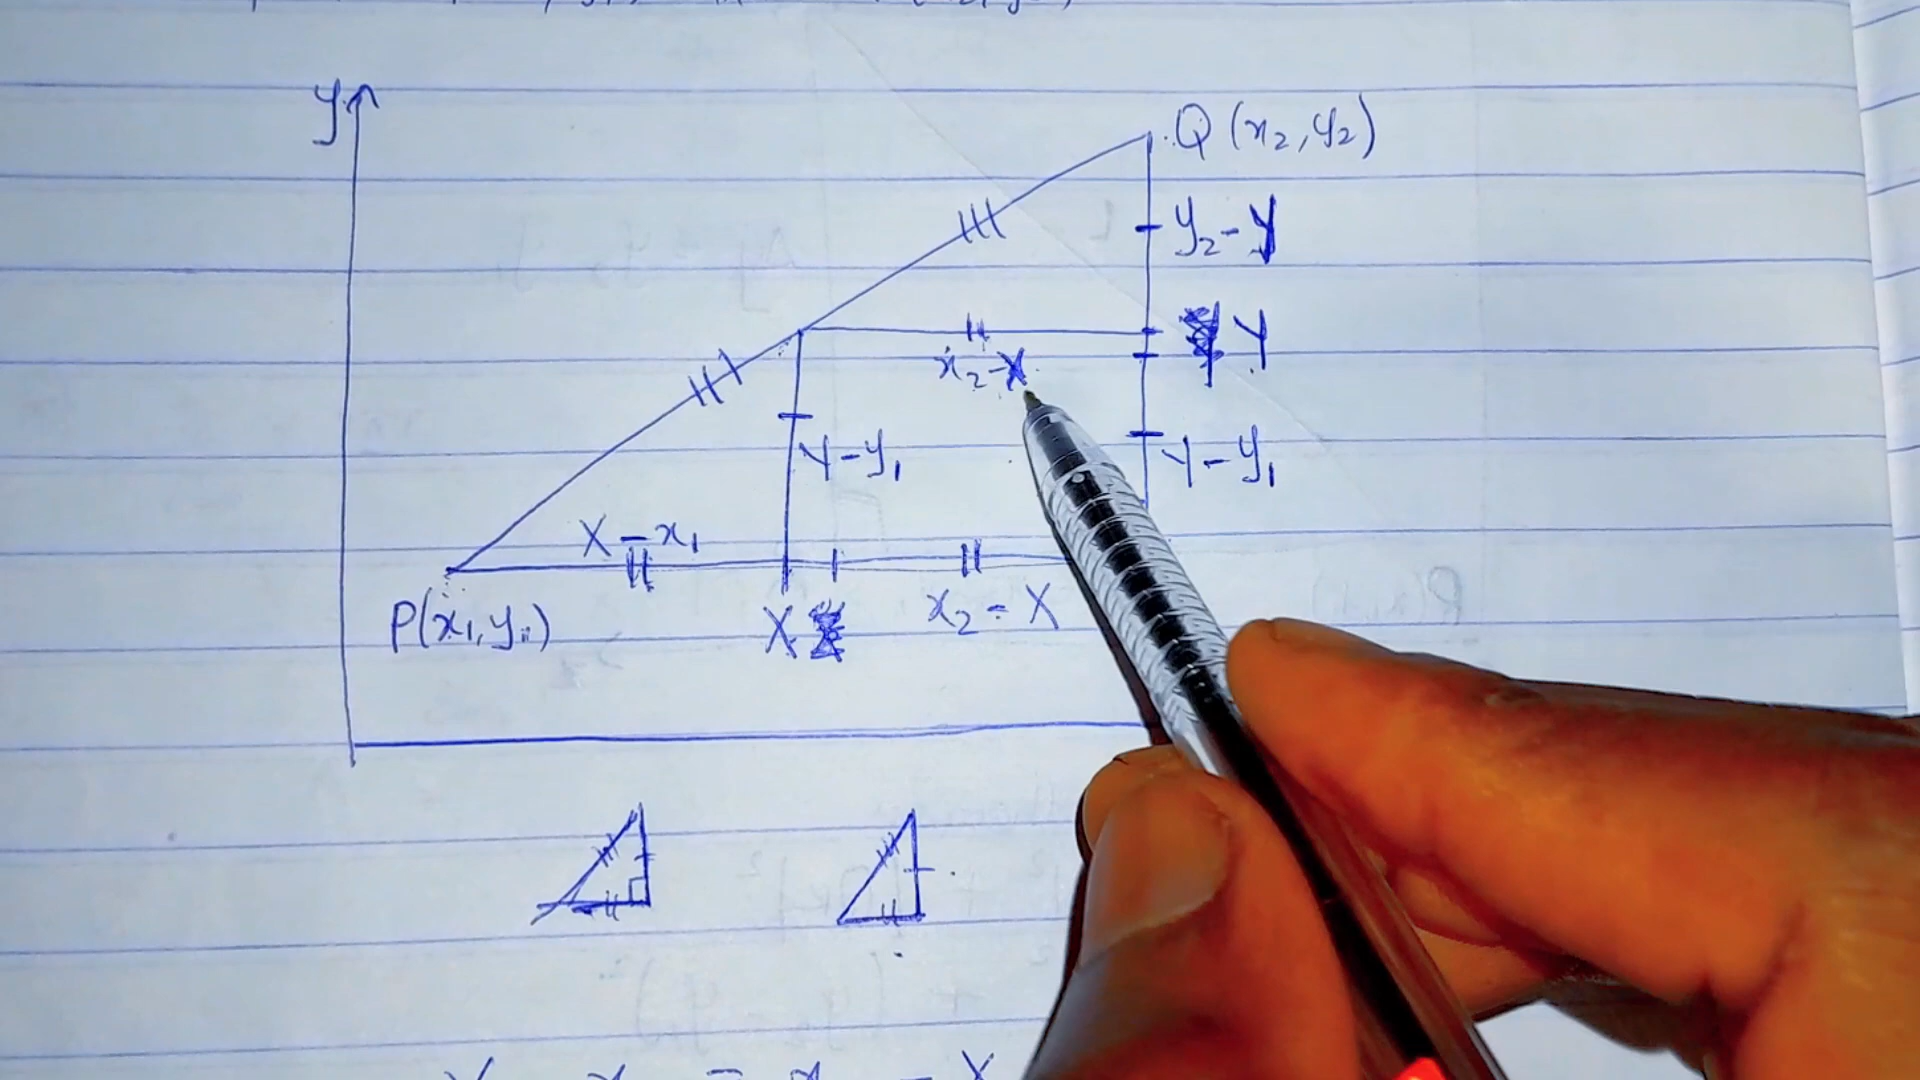 y
Q (x₂, y₂)
y₂ - y
Y
x₂ - X
Y - y₁
Y - y₁
X - x₁
P(x₁, y₁)
X
x₂ - X